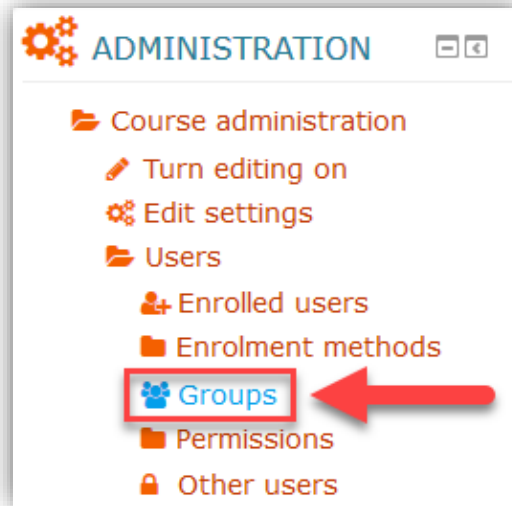 ADMINISTRATION
Course administration
Turn editing on
Edit settings
Users
Enrolled users
Enrolment methods
Groups
Permissions
Other users